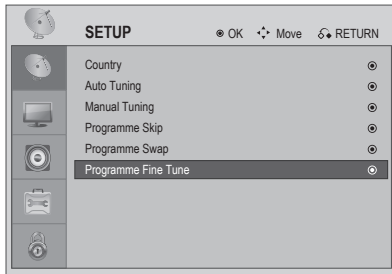 SETUP OK Move RETURN
Country
Auto Tuning
Manual Tuning
Programme Skip
Programme Swap
Programme Fine Tune